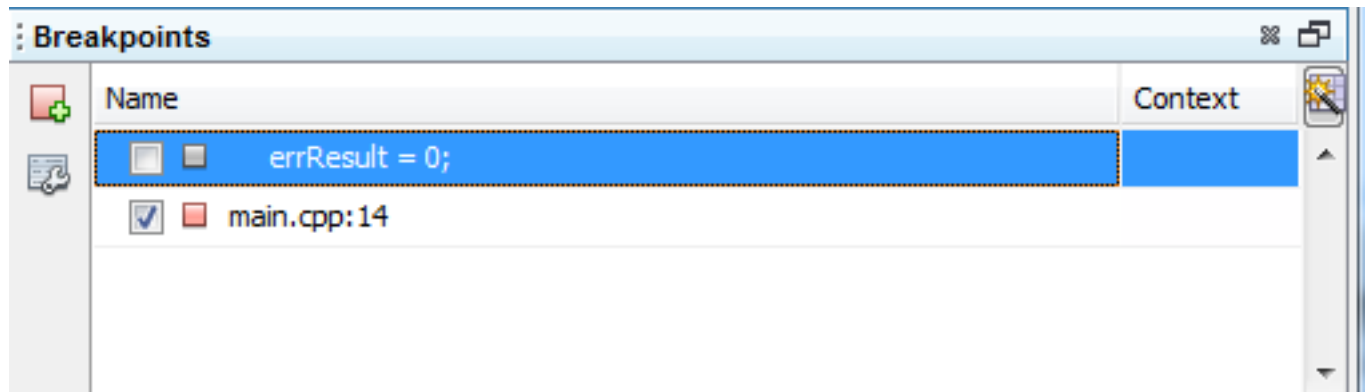 Breakpoints
Name Context
errResult = 0;
main.cpp:14